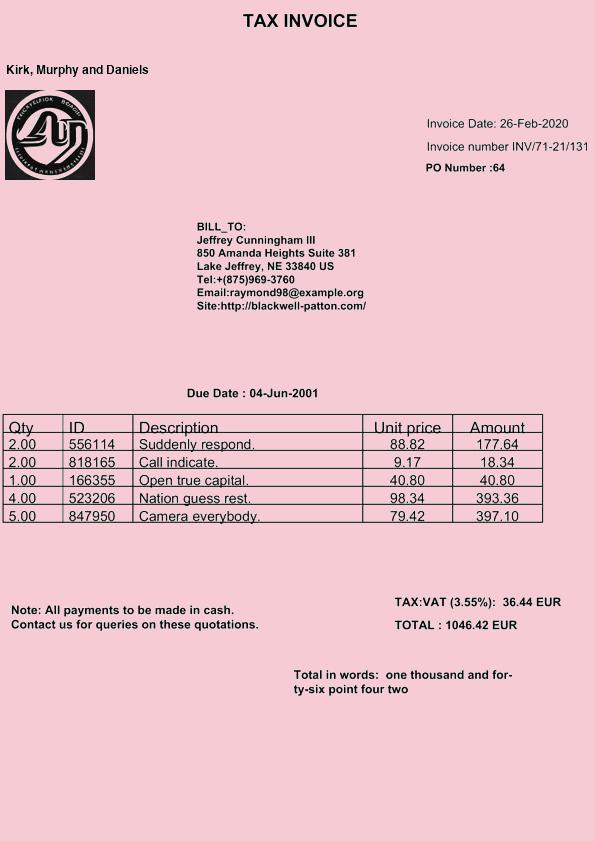 TAX INVOICE
Kirk, Murphy and Daniels
Invoice Date: 26-Feb-2020
Invoice number INV/71-21/131
PO Number :64
BILL_TO:
Jeffrey Cunningham III
850 Amanda Heights Suite 381
Lake Jeffrey, NE 33840 US
Tel:+(875)969-3760
Email:raymond98@example.org
Site:http://blackwell-patton.com/
Due Date : 04-Jun-2001
Qty ID Description Unit price Amount
2.00 556114 Suddenly respond. 88.82 177.64
2.00 818165 Call indicate. 9.17 18.34
1.00 166355 Open true capital. 40.80 40.80
4.00 523206 Nation guess rest. 98.34 393.36
5.00 847950 Camera everybody. 79.42 397.10
Note: All payments to be made in cash.
Contact us for queries on these quotations.
TAX:VAT (3.55%): 36.44 EUR
TOTAL : 1046.42 EUR
Total in words: one thousand and for-
ty-six point four two